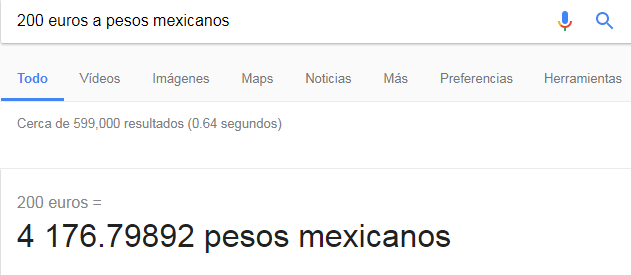 200 euros a pesos mexicanos
Todo Vídeos Imágenes Maps Noticias Más Preferencias Herramientas
Cerca de 599,000 resultados (0.64 segundos)
200 euros =
4 176.79892 pesos mexicanos